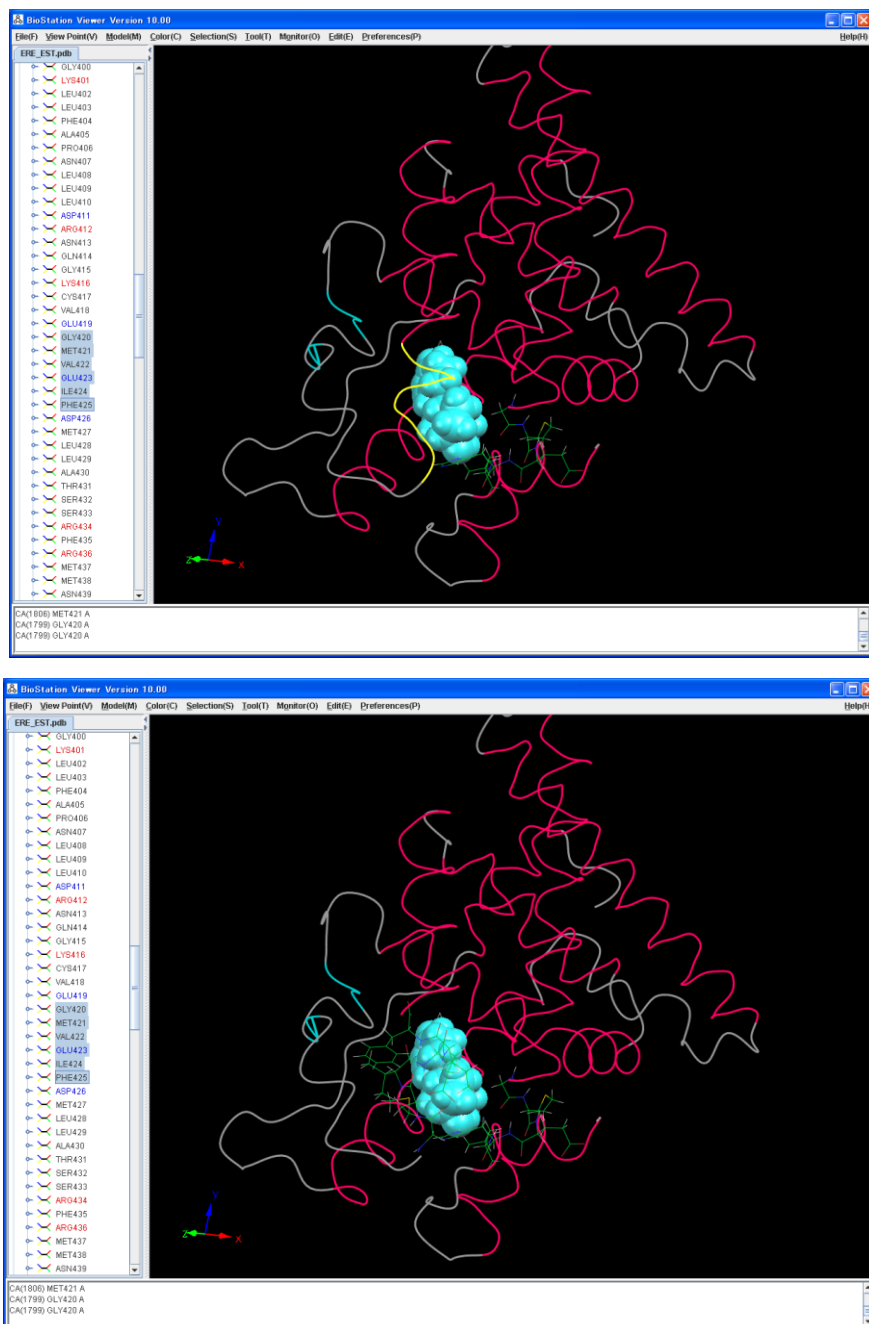 BioStation Viewer Version 10.00
File(F) View Point(V) Model(M) Color(C) Selection(S) Tool(T) Monitor(O) Edit(E) Preferences(P) Help(H)
ERE_EST.pdb
GLY400
LYS401
LEU402
LEU403
PHE404
ALA405
PRO406
ASN407
LEU408
LEU409
LEU410
ASP411
ARG412
ASN413
GLN414
GLY415
LYS416
CYS417
VAL418
GLU419
GLY420
MET421
VAL422
GLU423
ILE424
PHE425
ASP426
MET427
LEU428
LEU429
ALA430
THR431
SER432
SER433
ARG434
PHE435
ARG436
MET437
MET438
ASN439
Y
Z X
CA(1806) MET421 A
CA(1799) GLY420 A
CA(1799) GLY420 A
BioStation Viewer Version 10.00
File(F) View Point(V) Model(M) Color(C) Selection(S) Tool(T) Monitor(O) Edit(E) Preferences(P) Help(H
ERE_EST.pdb
GLY400
LYS401
LEU402
LEU403
PHE404
ALA405
PRO406
ASN407
LEU408
LEU409
LEU410
ASP411
ARG412
ASN413
GLN414
GLY415
LYS416
CYS417
VAL418
GLU419
GLY420
MET421
VAL422
GLU423
ILE424
PHE425
ASP426
MET427
LEU428
LEU429
ALA430
THR431
SER432
SER433
ARG434
PHE435
ARG436
MET437
MET438
ASN439
Y
Z X
CA(1806) MET421 A
CA(1799) GLY420 A
CA(1799) GLY420 A